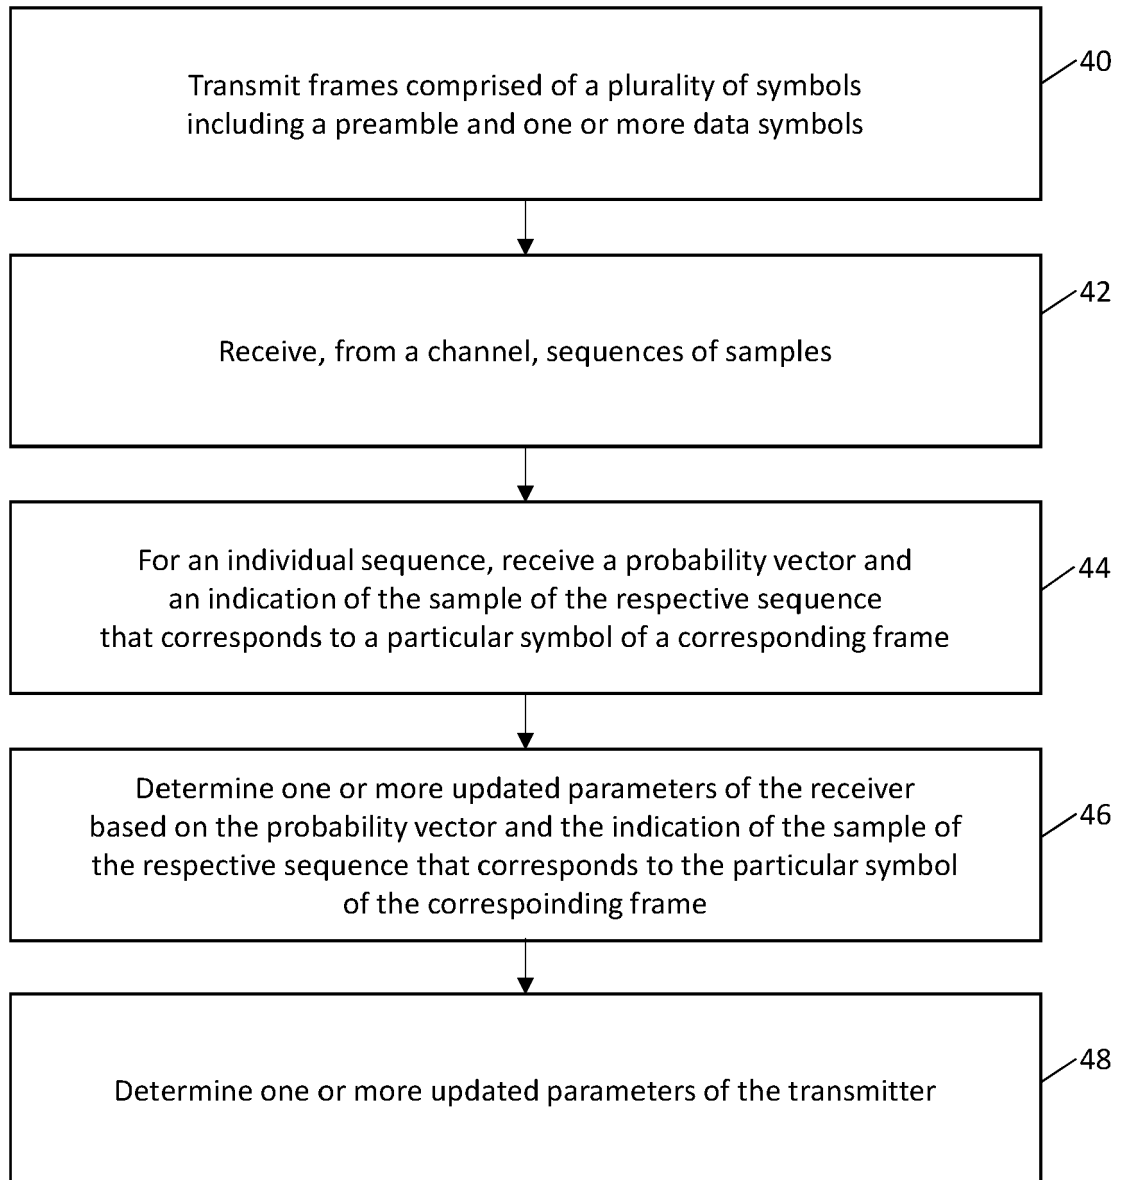 Transmit frames comprised of a plurality of symbols
including a preamble and one or more data symbols
40
Receive, from a channel, sequences of samples
42
For an individual sequence, receive a probability vector and
an indication of the sample of the respective sequence
that corresponds to a particular symbol of a corresponding frame
44
Determine one or more updated parameters of the receiver
based on the probability vector and the indication of the sample of
the respective sequence that corresponds to the particular symbol
of the correspoinding frame
46
Determine one or more updated parameters of the transmitter
48